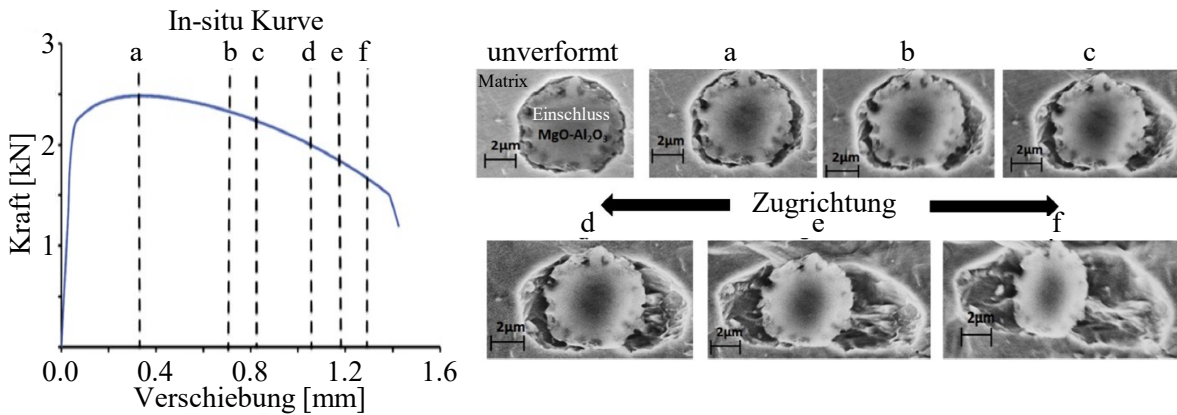 In-situ Kurve
a b c d e f
3
2
1
Kraft [kN]
0.0 0.4 0.8 1.2 1.6
Verschiebung [mm]
unverformt a b c
Matrix
Einschluss
MgO-Al₂O₃
2µm
2µm
2µm
2µm
Zugrichtung
d e f
2µm
2µm
2µm